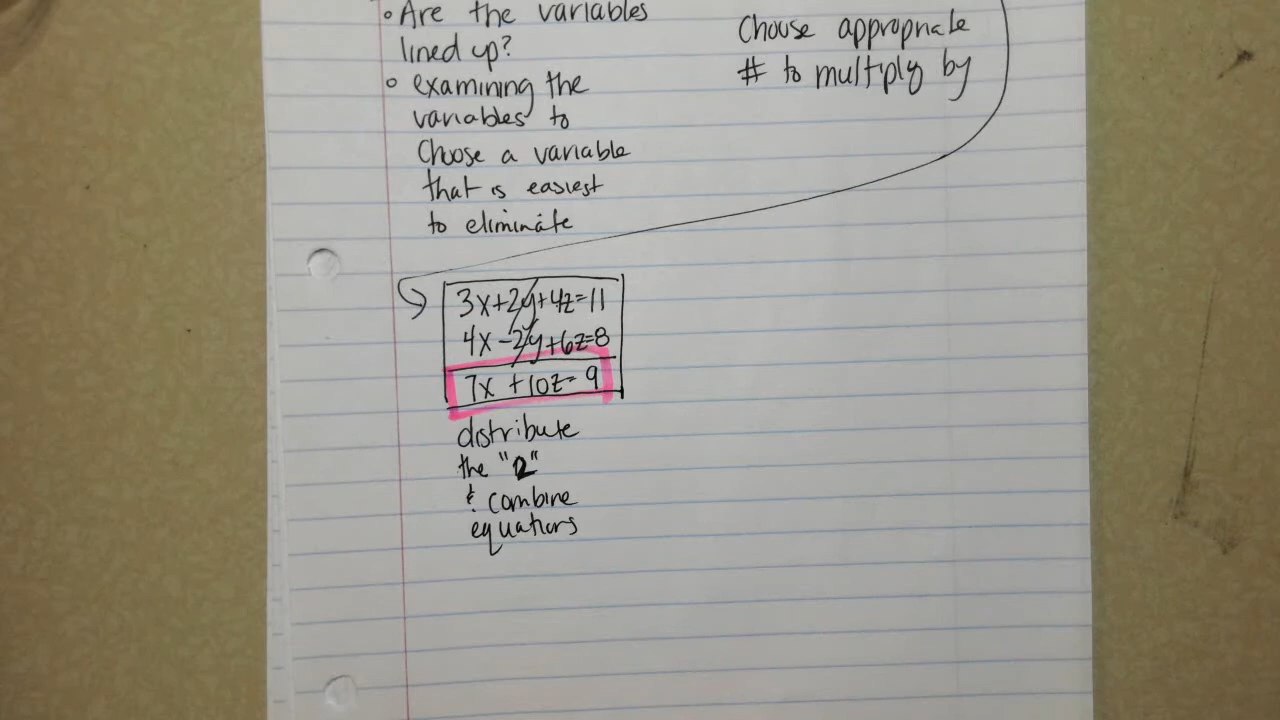 • Are the variables
lined up?
• examining the
variables to
choose a variable
that is easiest
to eliminate
Choose appropriate
# to multiply by
3x+2y+4z=11
4x-2y+6z=8
7x +10z= 9
distribute
the "2"
& combine
equations